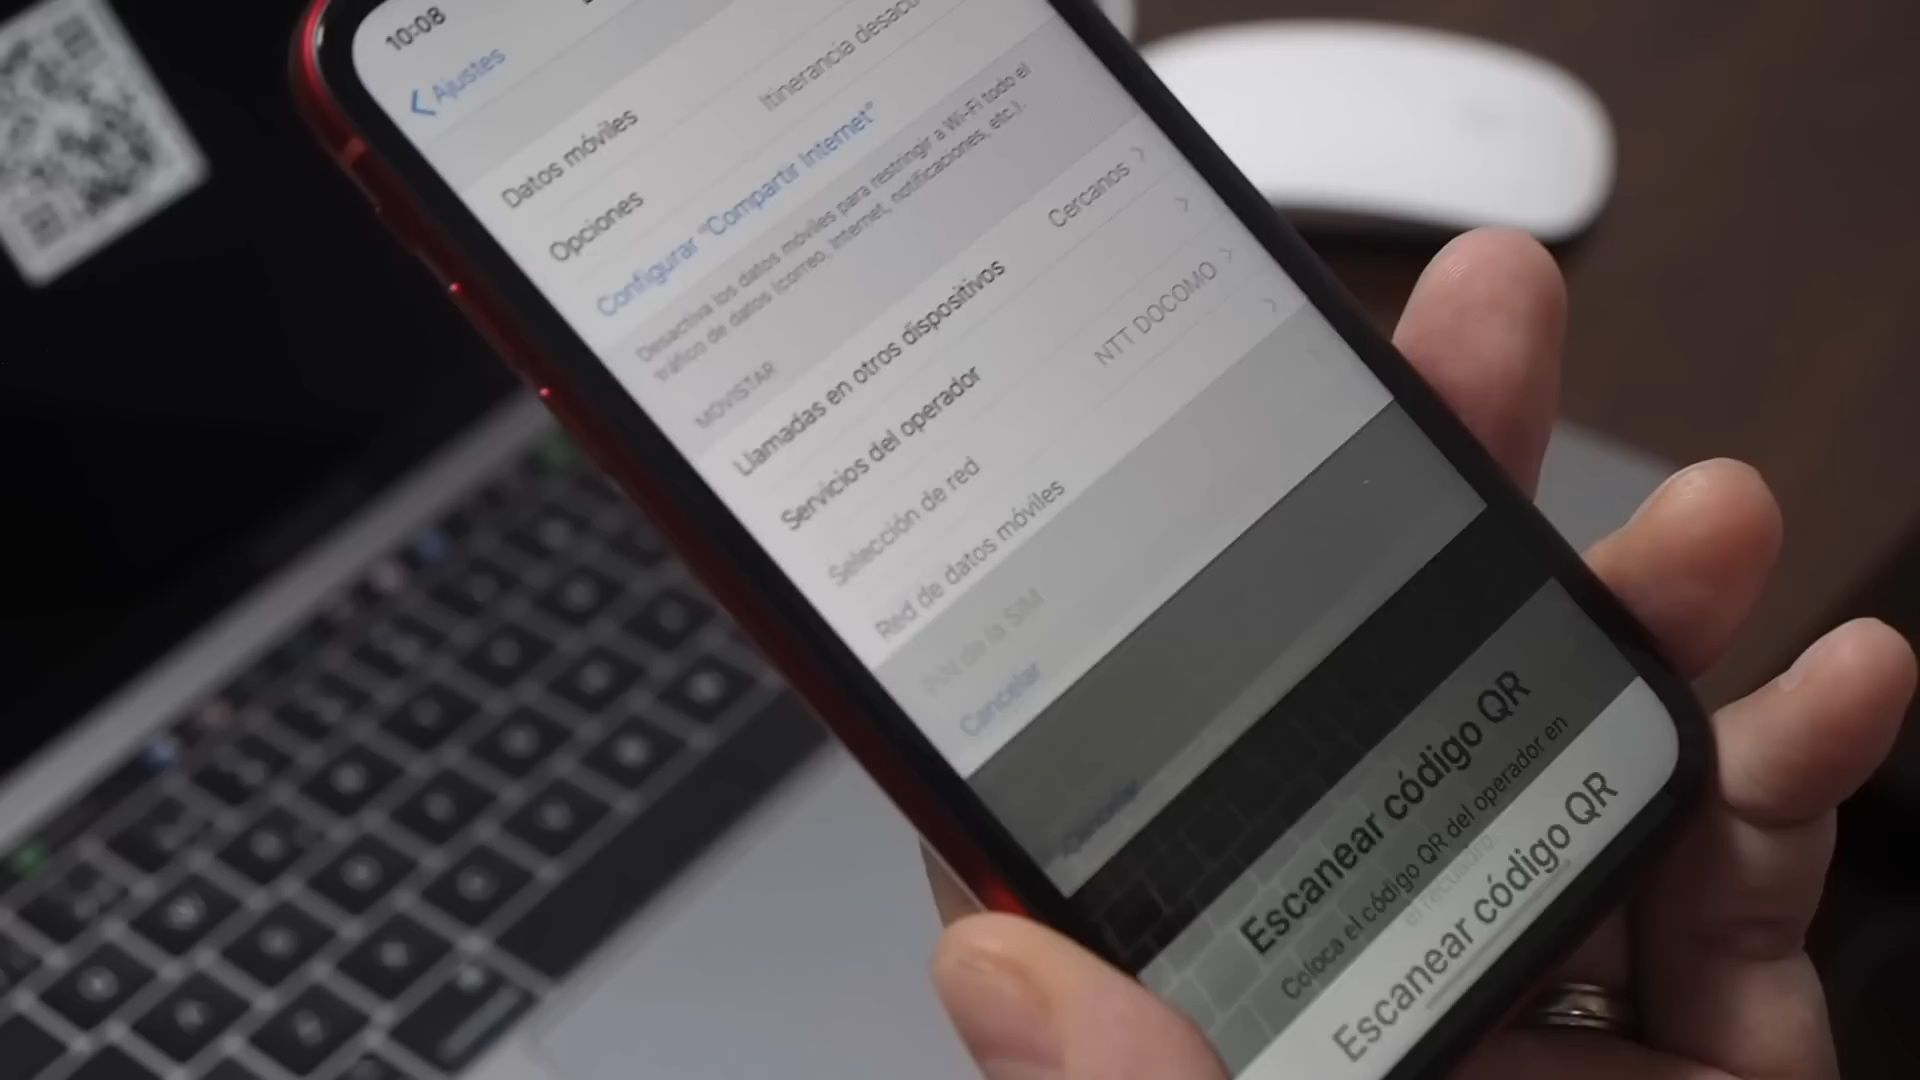 10:08
Ajustes
Datos móviles
Itinerancia desact
Opciones
Configurar "Compartir Internet"
Desactiva los datos móviles para restringir a Wi-Fi todo el
tráfico de datos (correo, Internet, notificaciones, etc.).
MOVISTAR
Llamadas en otros dispositivos
Cercanos
Servicios del operador
Selección de red
NTT DOCOMO
Red de datos móviles
PIN de la SIM
Cancelar
Escanear código QR
Coloca el código QR del operador en
el recuadro.
Escanear código QR